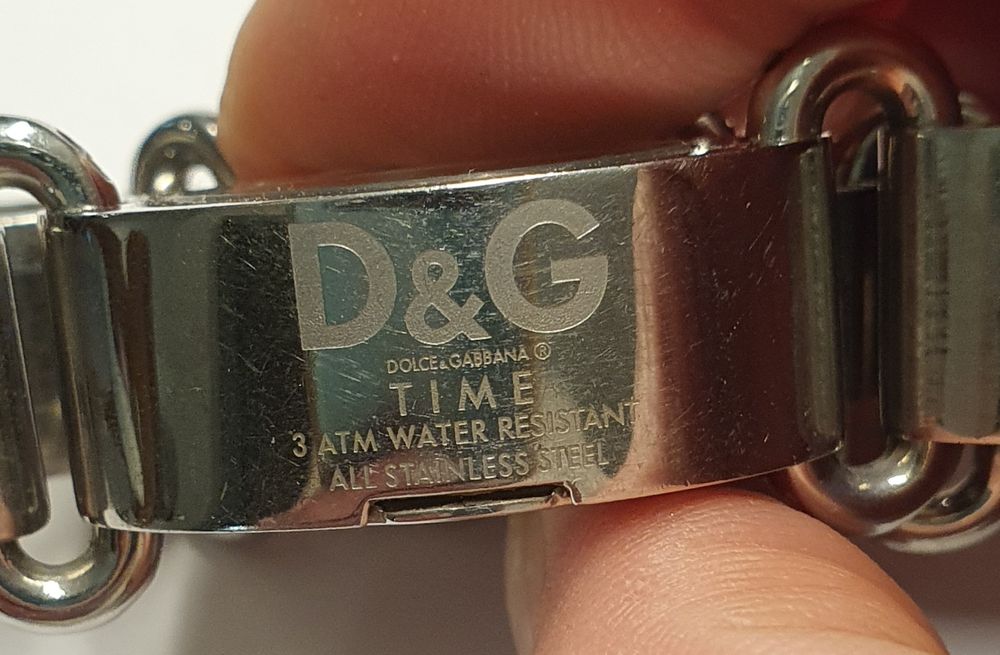 D&G
DOLCE&GABBANA®
TIME
3 ATM WATER RESISTANT
ALL STAINLESS STEEL